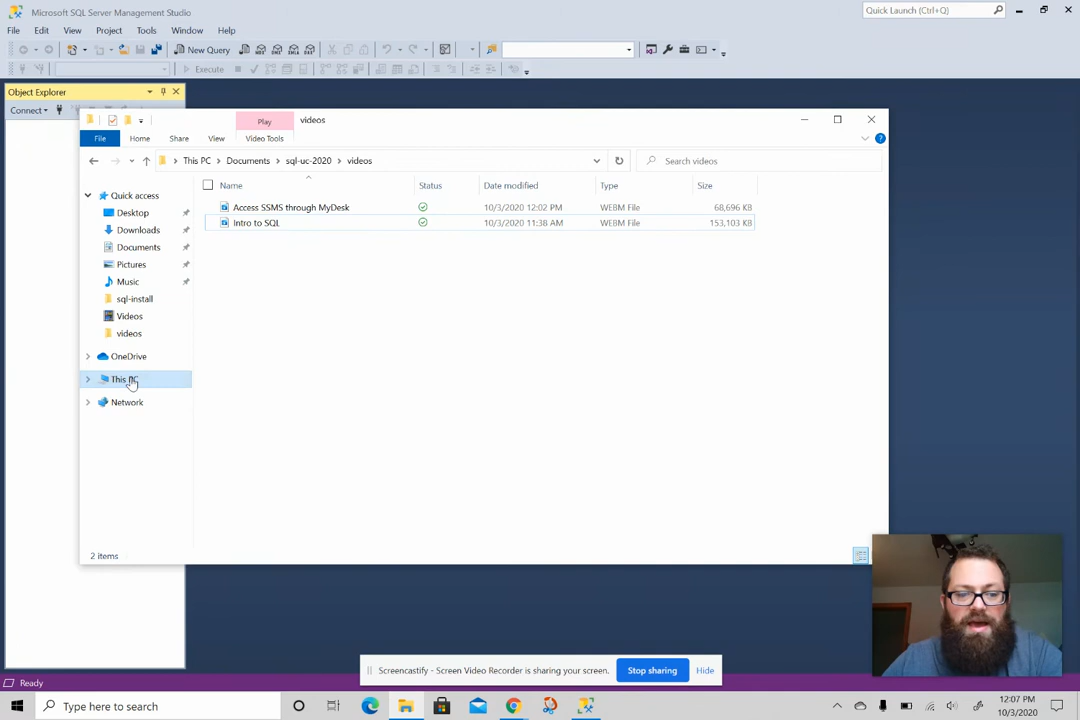 Microsoft SQL Server Management Studio
Quick Launch (Ctrl+Q)
File Edit View Project Tools Window Help
New Query
Execute
Object Explorer
Connect
Play
videos
File Home Share View Video Tools
This PC Documents sql-uc-2020 videos
Search videos
Name Status Date modified Type Size
Quick access
Desktop
Downloads
Documents
Pictures
Music
sql-install
Videos
videos
OneDrive
This PC
Network
Access SSMS through MyDesk 10/3/2020 12:02 PM WEBM File 68,696 KB
Intro to SQL 10/3/2020 11:38 AM WEBM File 153,103 KB
2 items
Screencastify - Screen Video Recorder is sharing your screen. Stop sharing Hide
Ready
Type here to search
12:07 PM
10/3/2020